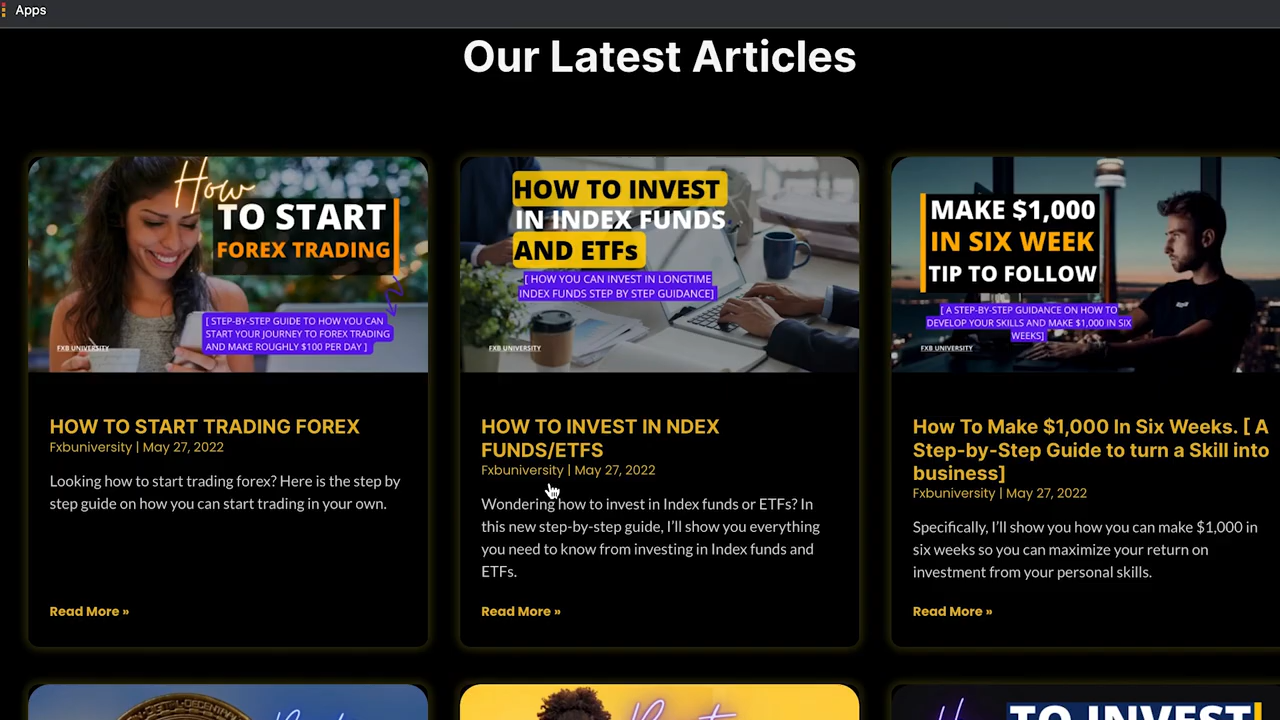 Apps
Our Latest Articles
How
TO START
FOREX TRADING
[ STEP-BY-STEP GUIDE TO HOW YOU CAN
START YOUR JOURNEY TO FOREX TRADING
AND MAKE ROUGHLY $100 PER DAY ]
FXB UNIVERSITY
HOW TO START TRADING FOREX
Fxbuniversity | May 27, 2022
Looking how to start trading forex? Here is the step by
step guide on how you can start trading in your own.
Read More »
HOW TO INVEST
IN INDEX FUNDS
AND ETFs
[ HOW YOU CAN INVEST IN LONGTIME
INDEX FUNDS STEP BY STEP GUIDANCE]
FXB UNIVERSITY
HOW TO INVEST IN NDEX
FUNDS/ETFS
Fxbuniversity | May 27, 2022
Wondering how to invest in Index funds or ETFs? In
this new step-by-step guide, I'll show you everything
you need to know from investing in Index funds and
ETFs.
Read More »
MAKE $1,000
IN SIX WEEK
TIP TO FOLLOW
[ A STEP-BY-STEP GUIDANCE ON HOW TO
DEVELOP YOUR SKILLS AND MAKE $1,000 IN SIX
WEEKS]
FXB UNIVERSITY
How To Make $1,000 In Six Weeks. [ A
Step-by-Step Guide to turn a Skill into
business]
Fxbuniversity | May 27, 2022
Specifically, I'll show you how you can make $1,000 in
six weeks so you can maximize your return on
investment from your personal skills.
Read More »
TO INVEST